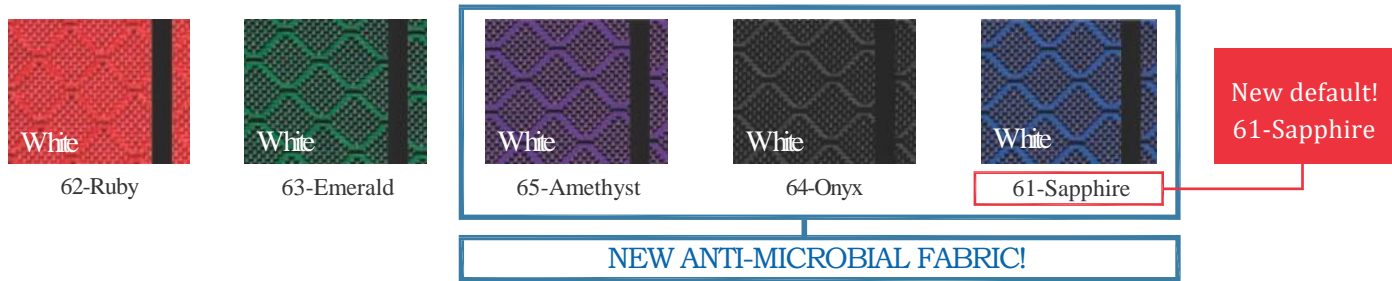 White
White
White
White
White
New default!
61-Sapphire
62-Ruby
63-Emerald
65-Amethyst
64-Onyx
61-Sapphire
NEW ANTI-MICROBIAL FABRIC!